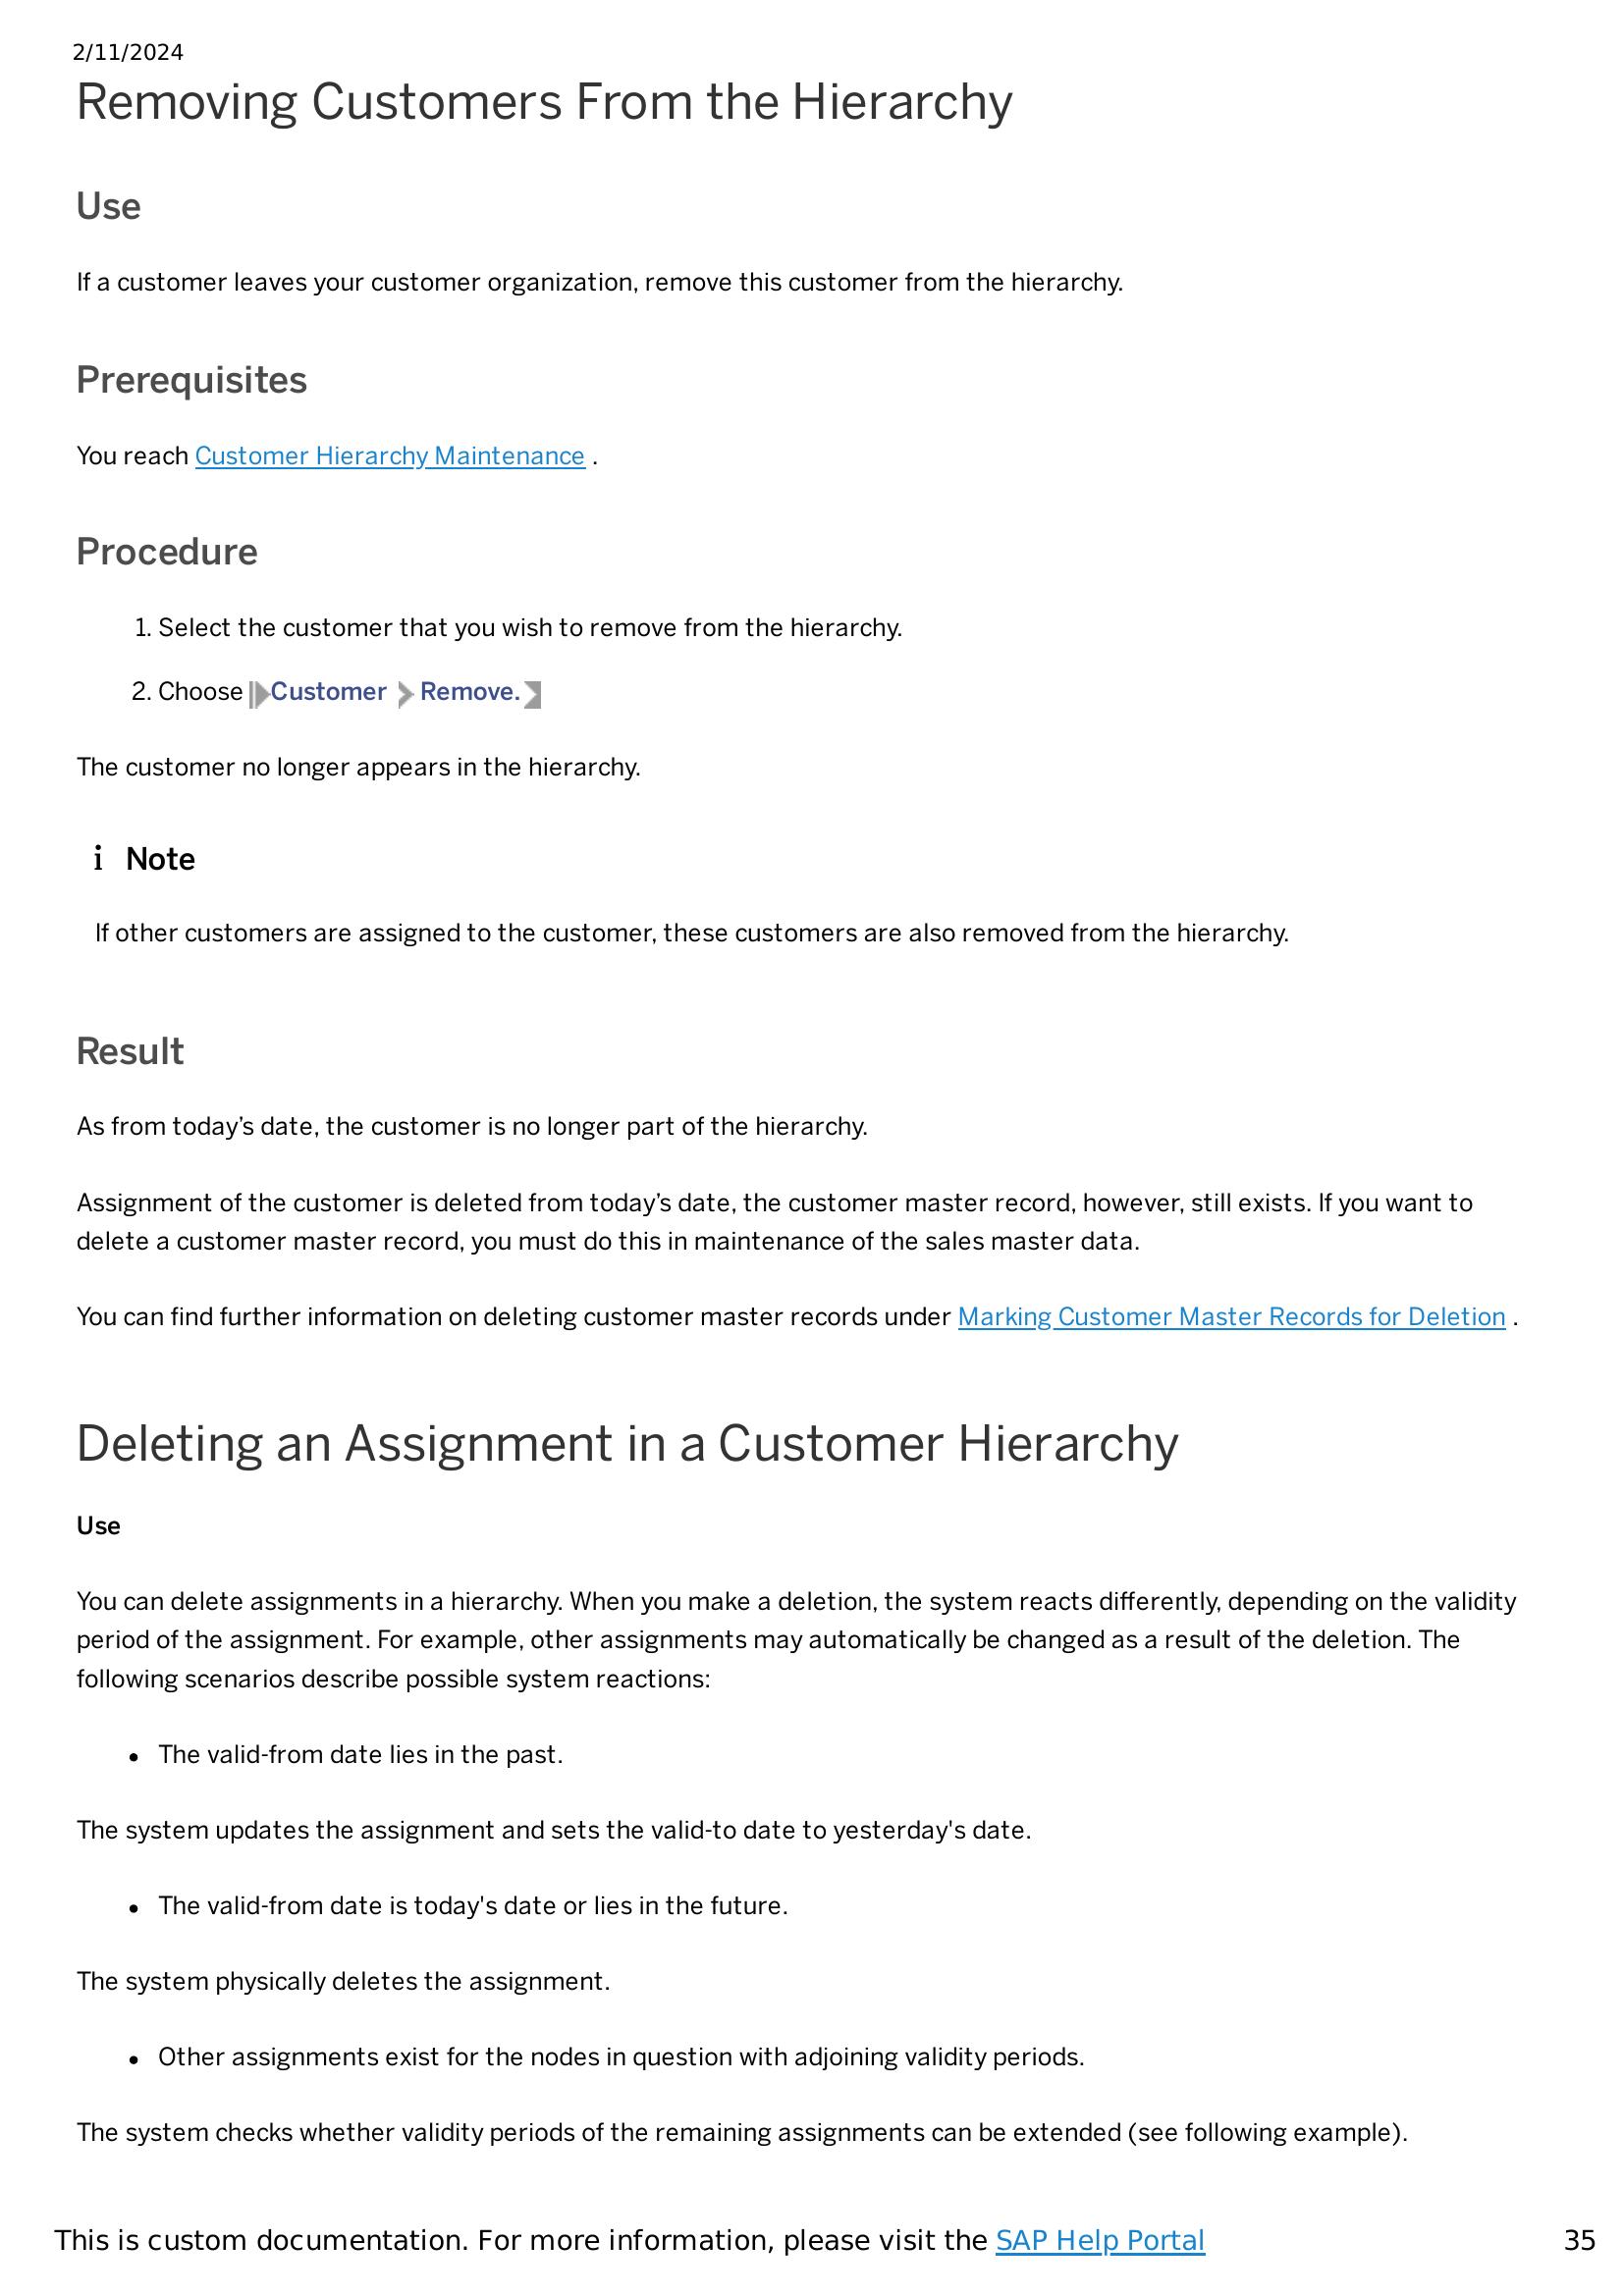 2/11/2024
Removing Customers From the Hierarchy
Use
If a customer leaves your customer organization, remove this customer from the hierarchy.
Prerequisites
You reach Customer Hierarchy Maintenance .
Procedure
1. Select the customer that you wish to remove from the hierarchy.
2. Choose Customer Remove.
The customer no longer appears in the hierarchy.
i Note
If other customers are assigned to the customer, these customers are also removed from the hierarchy.
Result
As from today’s date, the customer is no longer part of the hierarchy.
Assignment of the customer is deleted from today’s date, the customer master record, however, still exists. If you want to
delete a customer master record, you must do this in maintenance of the sales master data.
You can find further information on deleting customer master records under Marking Customer Master Records for Deletion .
Deleting an Assignment in a Customer Hierarchy
Use
You can delete assignments in a hierarchy. When you make a deletion, the system reacts differently, depending on the validity
period of the assignment. For example, other assignments may automatically be changed as a result of the deletion. The
following scenarios describe possible system reactions:
• The valid-from date lies in the past.
The system updates the assignment and sets the valid-to date to yesterday's date.
• The valid-from date is today's date or lies in the future.
The system physically deletes the assignment.
• Other assignments exist for the nodes in question with adjoining validity periods.
The system checks whether validity periods of the remaining assignments can be extended (see following example).
This is custom documentation. For more information, please visit the SAP Help Portal 35